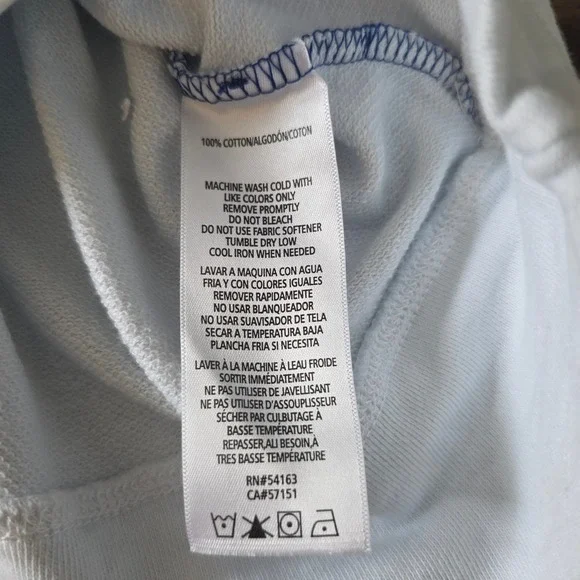 100% COTTON/ALGODÓN/COTON
MACHINE WASH COLD WITH
LIKE COLORS ONLY
REMOVE PROMPTLY
DO NOT BLEACH
DO NOT USE FABRIC SOFTENER
TUMBLE DRY LOW
COOL IRON WHEN NEEDED
LAVAR A MAQUINA CON AGUA
FRIA Y CON COLORES IGUALES
REMOVER RAPIDAMENTE
NO USAR BLANQUEADOR
NO USAR SUAVISADOR DE TELA
SECAR A TEMPERATURA BAJA
PLANCHA FRIA SI NECESITA
LAVER À LA MACHINE À LEAU FROIDE
SORTIR IMMÉDIATEMENT
NE PAS UTILISER DE JAVELLISANT
NE PAS UTILISER D'ASSOUPLISSEUR
SÉCHER PAR CULBUTAGE À
BASSE TEMPÉRATURE
REPASSER,ALI BESOIN,À
TRES BASSE TEMPÉRATURE
RN#54163
CA#57151